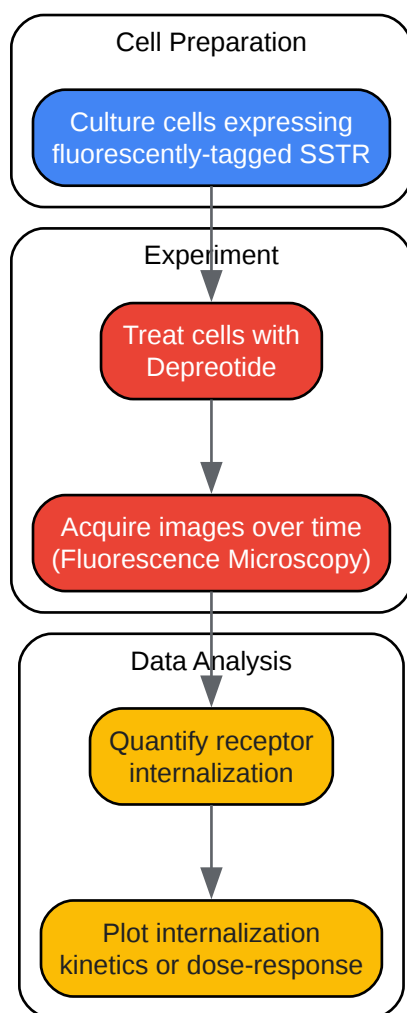 Cell Preparation
Culture cells expressing
fluorescently-tagged SSTR
Experiment
Treat cells with
Depreotide
Acquire images over time
(Fluorescence Microscopy)
Data Analysis
Quantify receptor
internalization
Plot internalization
kinetics or dose-response